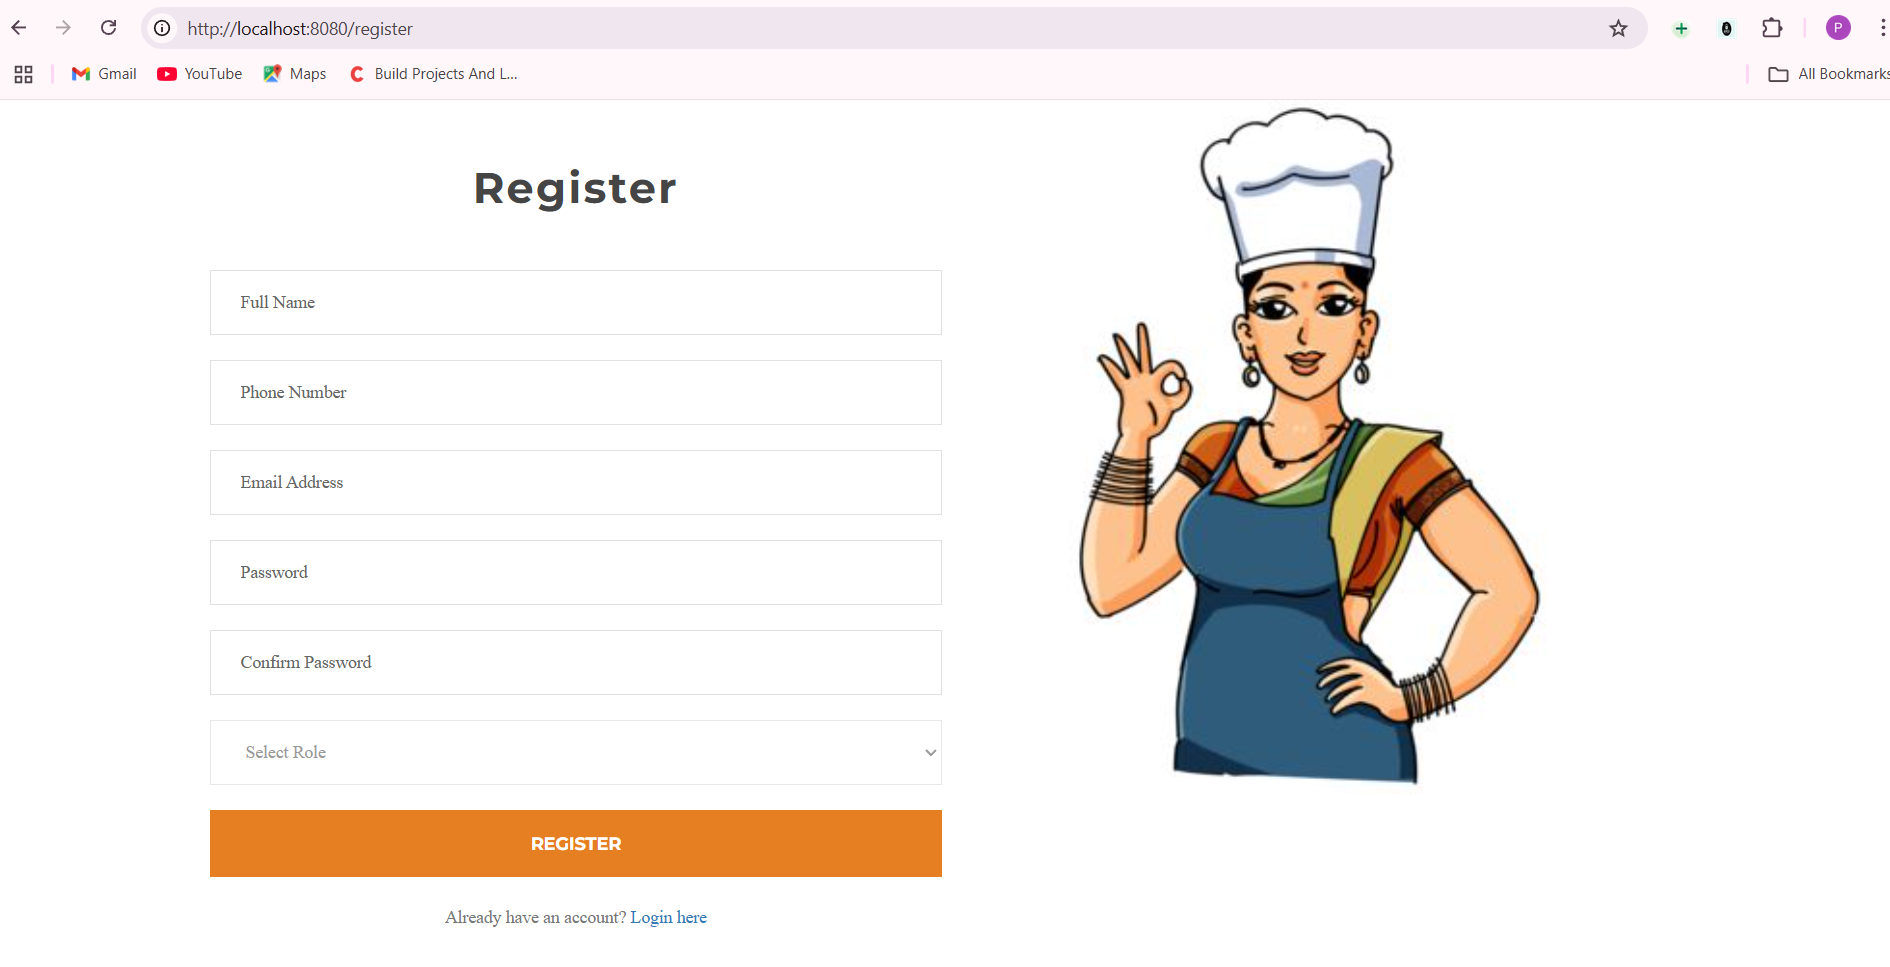 http://localhost:8080/register
P
Gmail
YouTube
Maps
Build Projects And L...
All Bookmarks
Register
Full Name
Phone Number
Email Address
Password
Confirm Password
Select Role
REGISTER
Already have an account? Login here